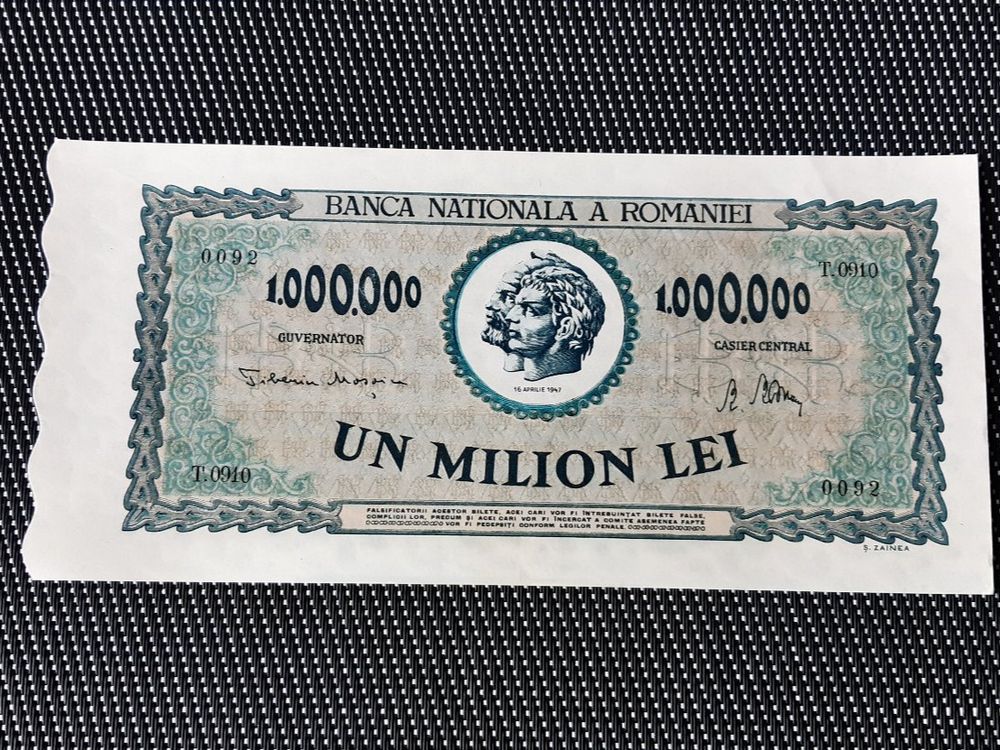 BANCA NATIONALA A ROMANIEI
0092
T.0910
1.000.000
1.000.000
GUVERNATOR
CASIER CENTRAL
16 APRILIE 1947
UN MILION LEI
T.0910
0092
FALSIFICATORII ACESTOR BILETE, ACEI CARI VOR FI ÎNTREBUINȚAT BILETE FALSE,
COMPLICII LOR, PRECUM ȘI ACEI CARI VOR FI ÎNCERCAT A COMITE ASEMENEA FAPTE
VOR FI PEDEPSIȚI CONFORM LEGILOR PENALE
Ș. ZAINEA